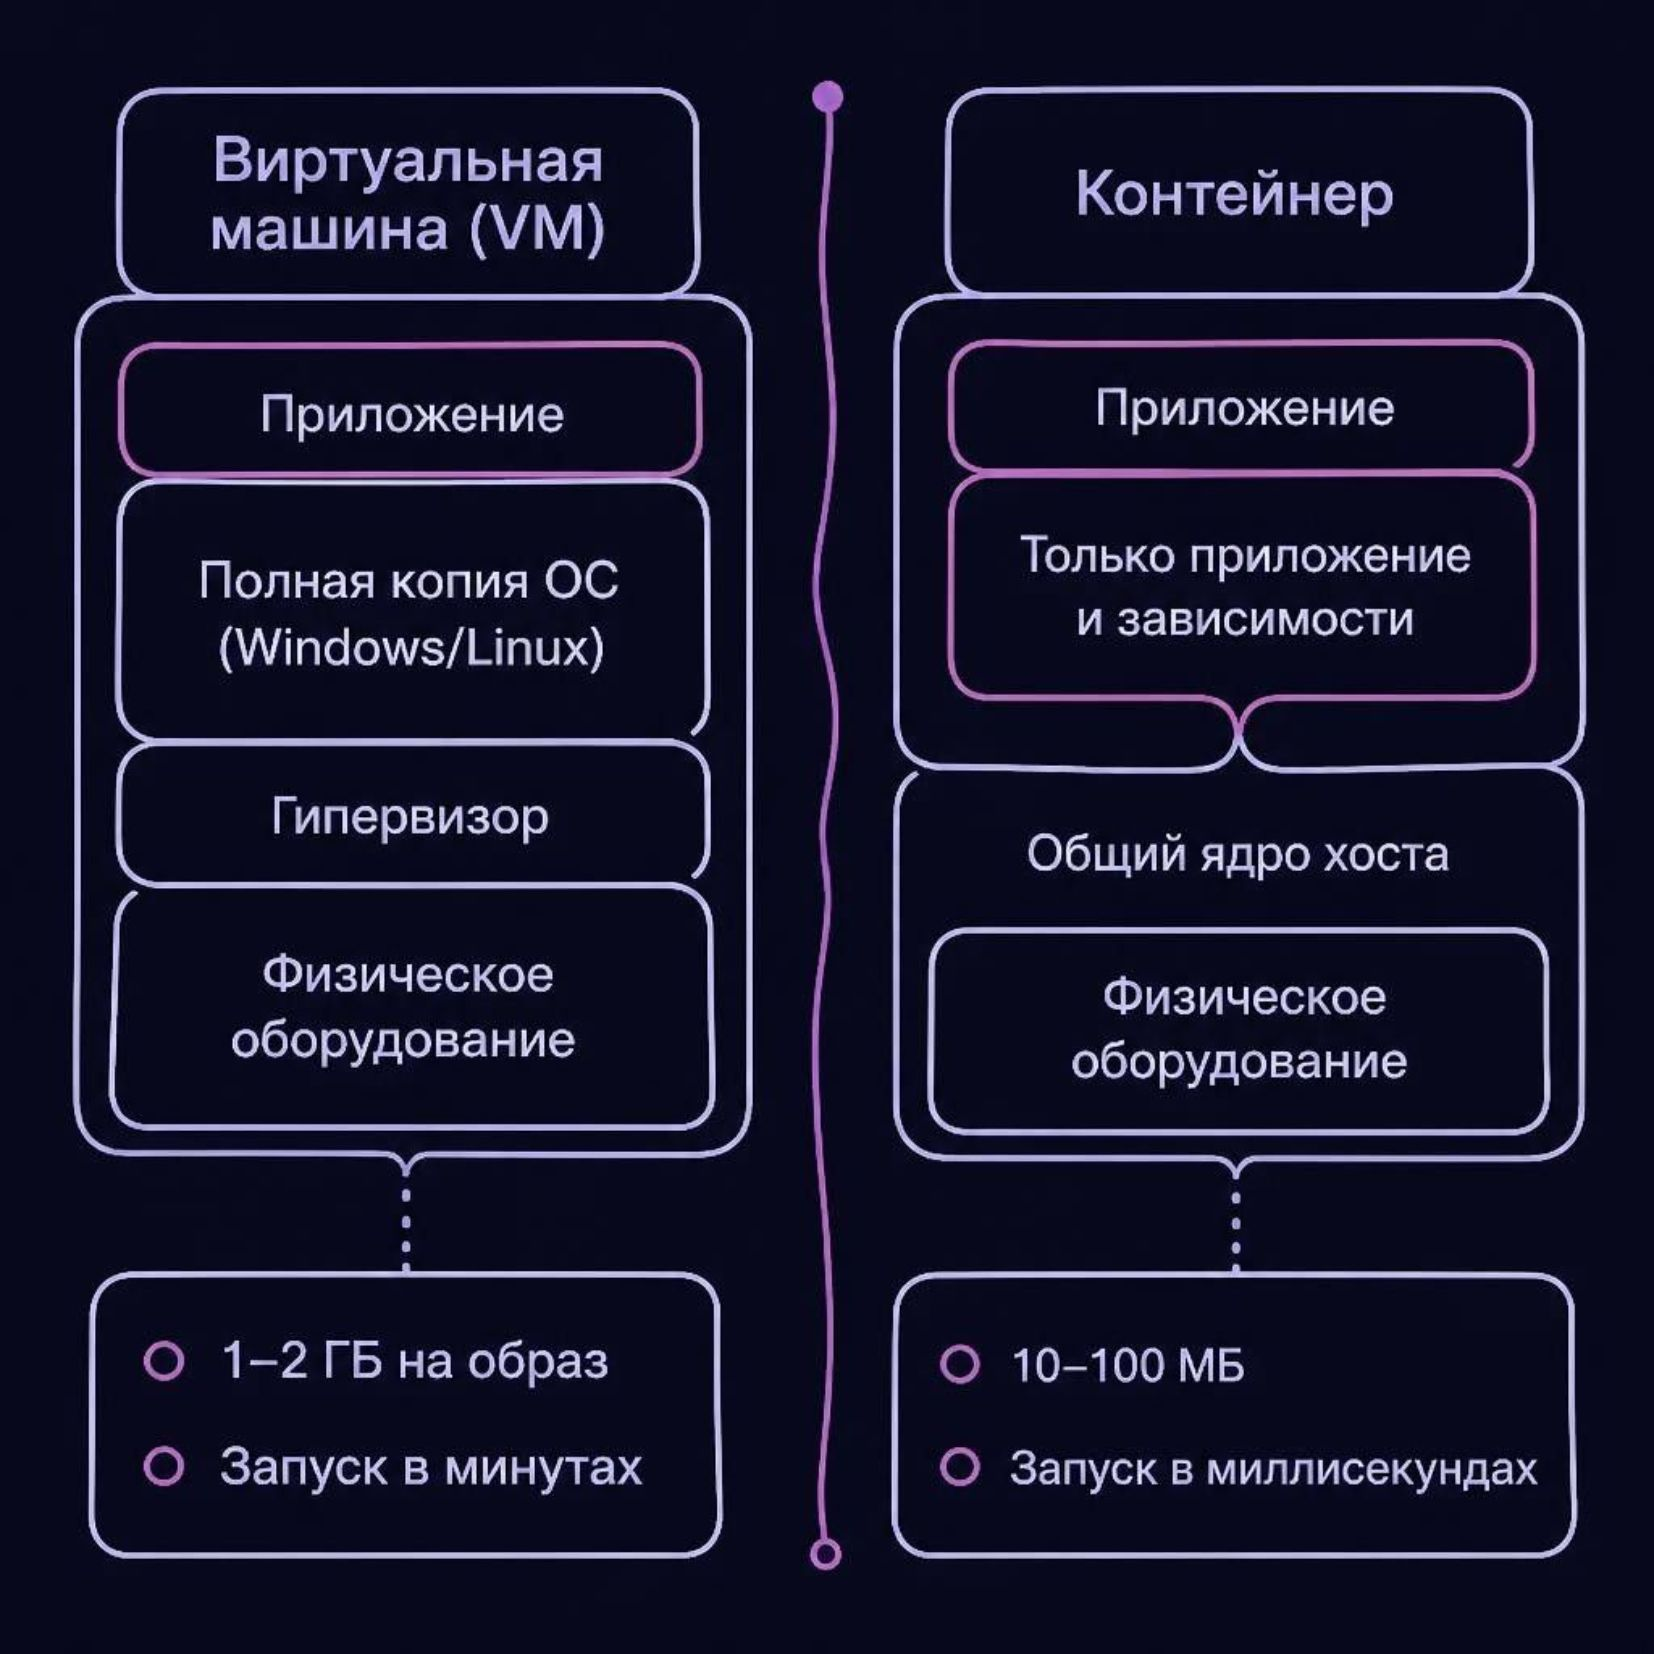 Виртуальная
машина (VM)
Приложение
Полная копия ОС
(Windows/Linux)
Гипервизор
Физическое
оборудование
1–2 ГБ на образ
Запуск в минутах
Контейнер
Приложение
Только приложение
и зависимости
Общий ядро хоста
Физическое
оборудование
10–100 МБ
Запуск в миллисекундах